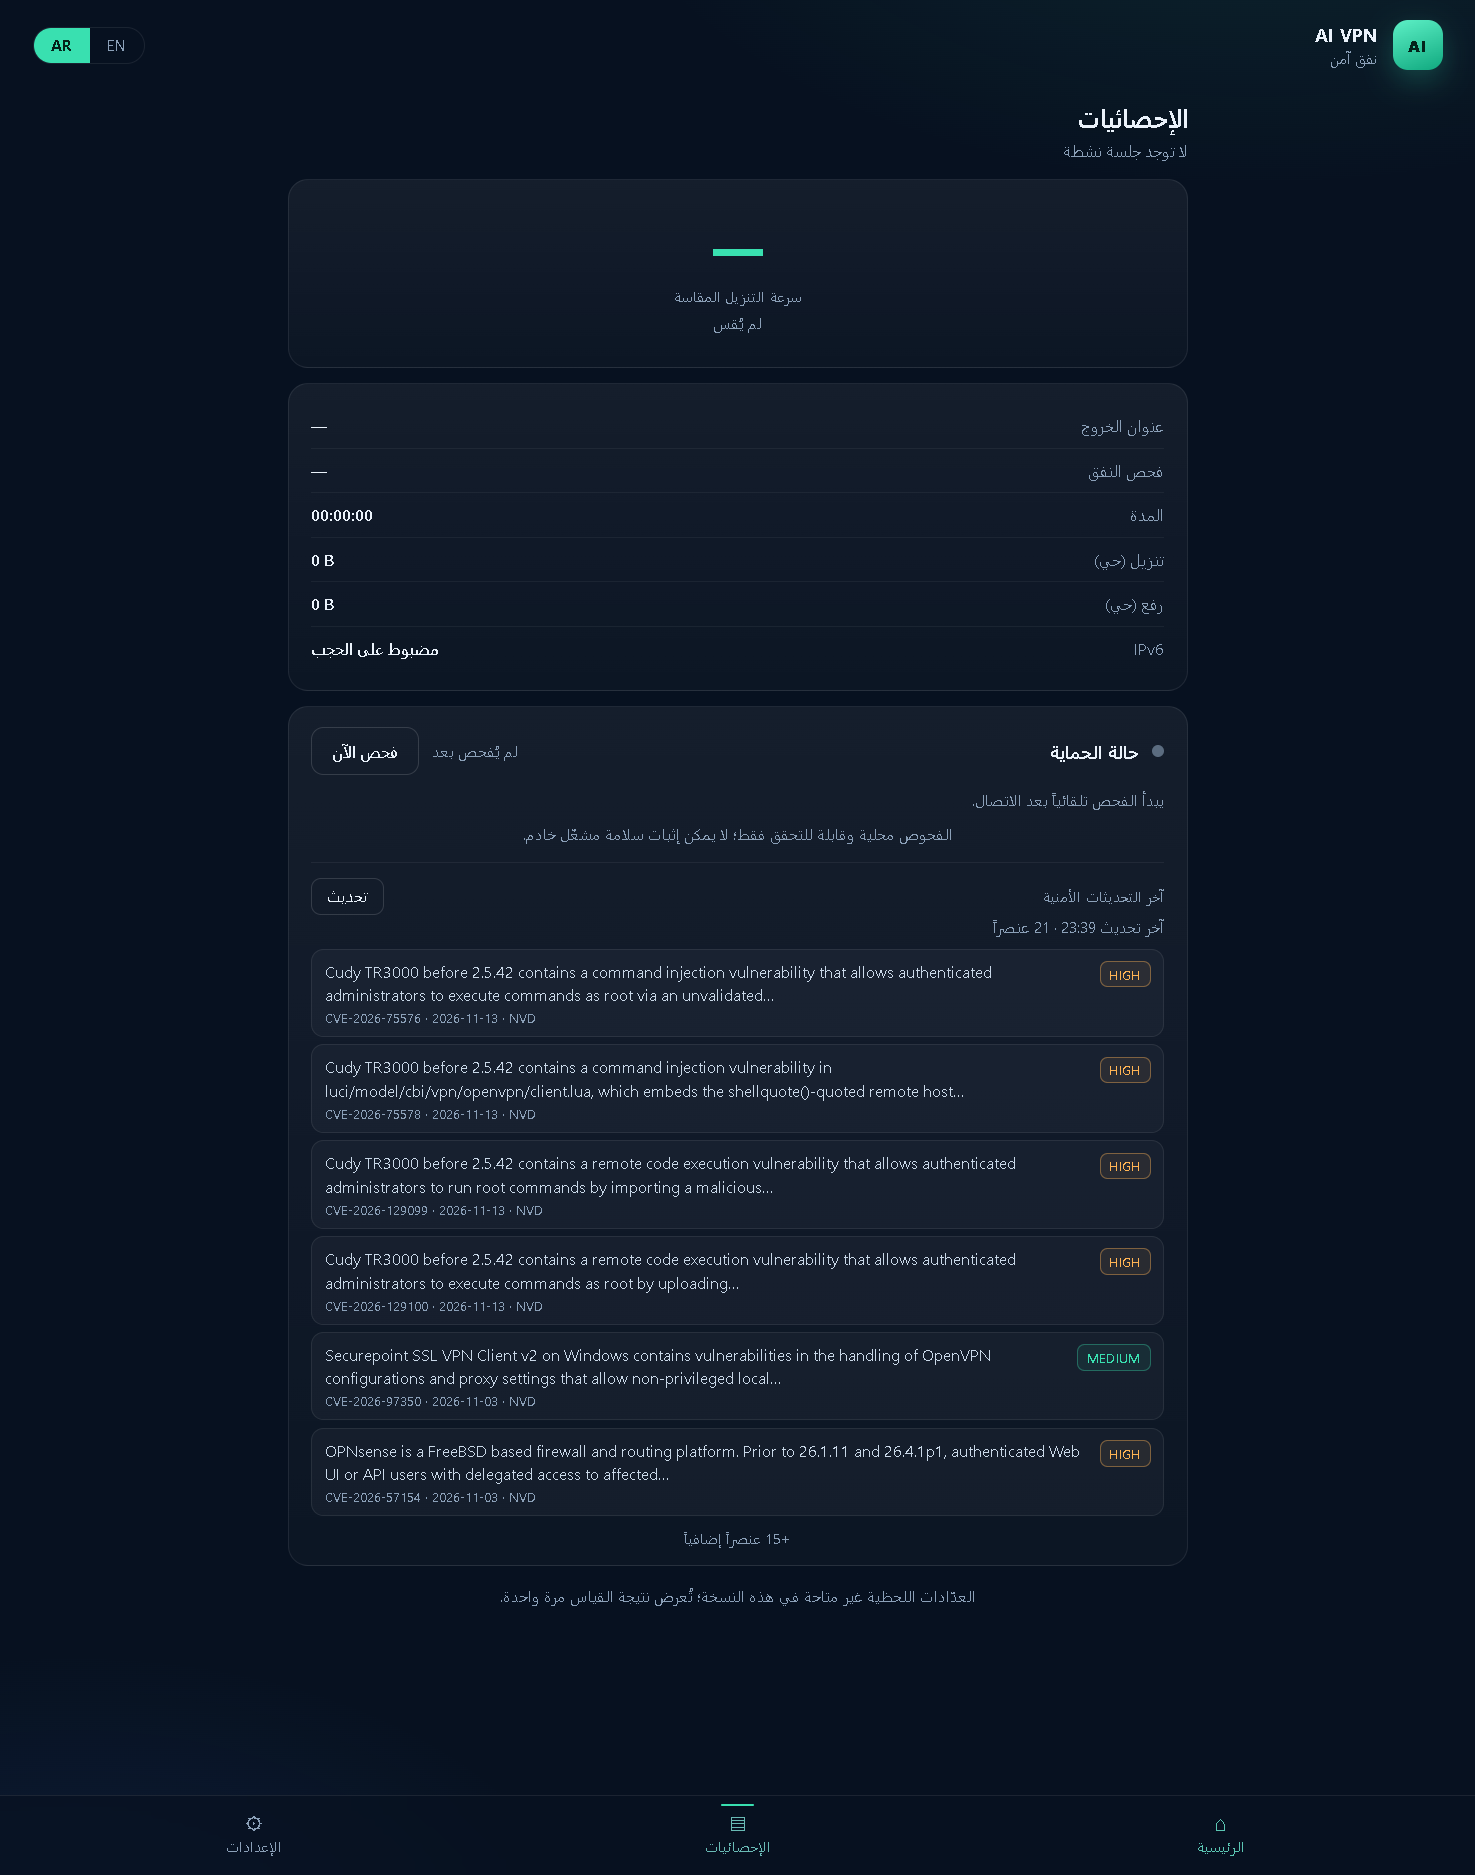 AI
AI VPN
نفق آمن
EN
AR
الإحصائيات
لا توجد جلسة نشطة
—
سرعة التنزيل المقاسة
لم يُقس
عنوان الخروج —
فحص النفق —
المدة 00:00:00
تنزيل (حي) 0 B
رفع (حي) 0 B
IPv6 مضبوط على الحجب
حالة الحماية لم يُفحص بعد فحص الآن
يبدأ الفحص تلقائياً بعد الاتصال.
الفحوص محلية وقابلة للتحقق فقط؛ لا يمكن إثبات سلامة مشغّل خادم.
آخر التحديثات الأمنية تحديث
آخر تحديث 23:39 · 21 عنصراً
HIGH
Cudy TR3000 before 2.5.42 contains a command injection vulnerability that allows authenticated
administrators to execute commands as root via an unvalidated…
CVE-2026-75576 · 2026-11-13 · NVD
HIGH
Cudy TR3000 before 2.5.42 contains a command injection vulnerability in
luci/model/cbi/vpn/openvpn/client.lua, which embeds the shellquote()-quoted remote host…
CVE-2026-75578 · 2026-11-13 · NVD
HIGH
Cudy TR3000 before 2.5.42 contains a remote code execution vulnerability that allows authenticated
administrators to run root commands by importing a malicious…
CVE-2026-129099 · 2026-11-13 · NVD
HIGH
Cudy TR3000 before 2.5.42 contains a remote code execution vulnerability that allows authenticated
administrators to execute commands as root by uploading…
CVE-2026-129100 · 2026-11-13 · NVD
MEDIUM
Securepoint SSL VPN Client v2 on Windows contains vulnerabilities in the handling of OpenVPN
configurations and proxy settings that allow non-privileged local…
CVE-2026-97350 · 2026-11-03 · NVD
HIGH
OPNsense is a FreeBSD based firewall and routing platform. Prior to 26.1.11 and 26.4.1p1, authenticated Web
UI or API users with delegated access to affected…
CVE-2026-57154 · 2026-11-03 · NVD
+15 عنصراً إضافياً
العدّادات اللحظية غير متاحة في هذه النسخة؛ تُعرض نتيجة القياس مرة واحدة.
الرئيسية
الإحصائيات
الإعدادات